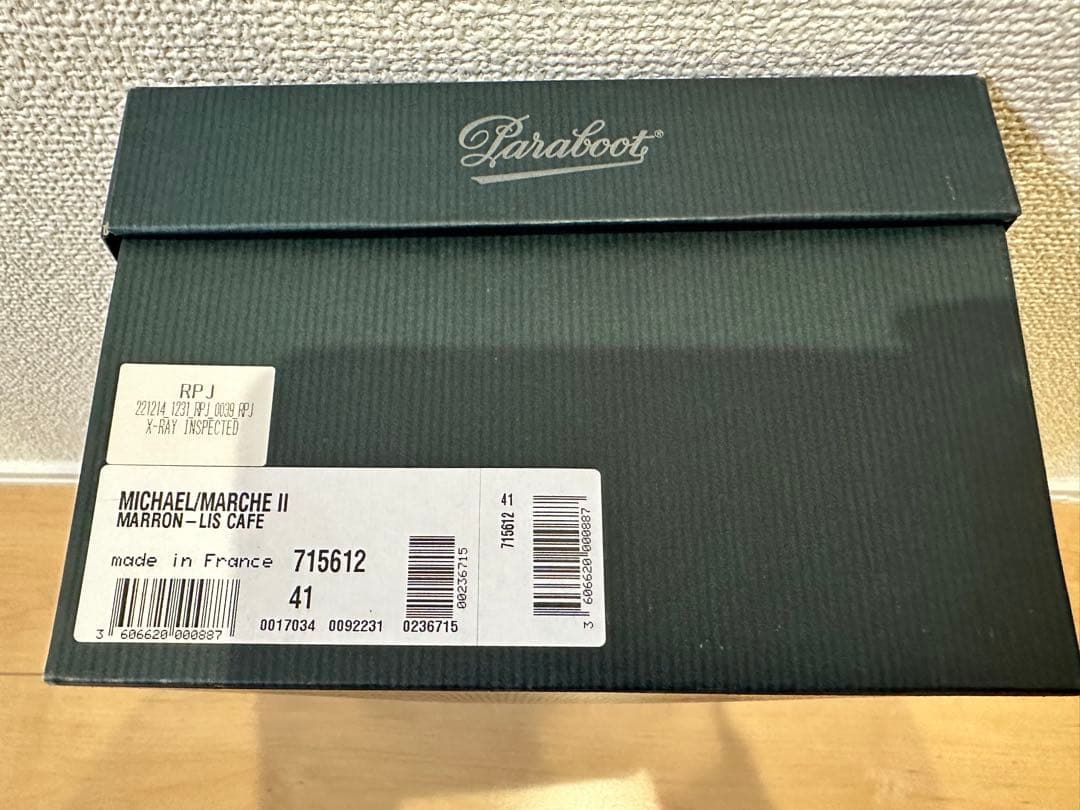 Paraboot®
RPJ
221214_1231_RPJ_0039_RPJ
X-RAY INSPECTED
MICHAEL/MARCHE II
MARRON-LIS CAFE
made in France 715612
41
3 606620 000887
0017034 0092231 0236715
00236715
715612 41
3 606620 000887